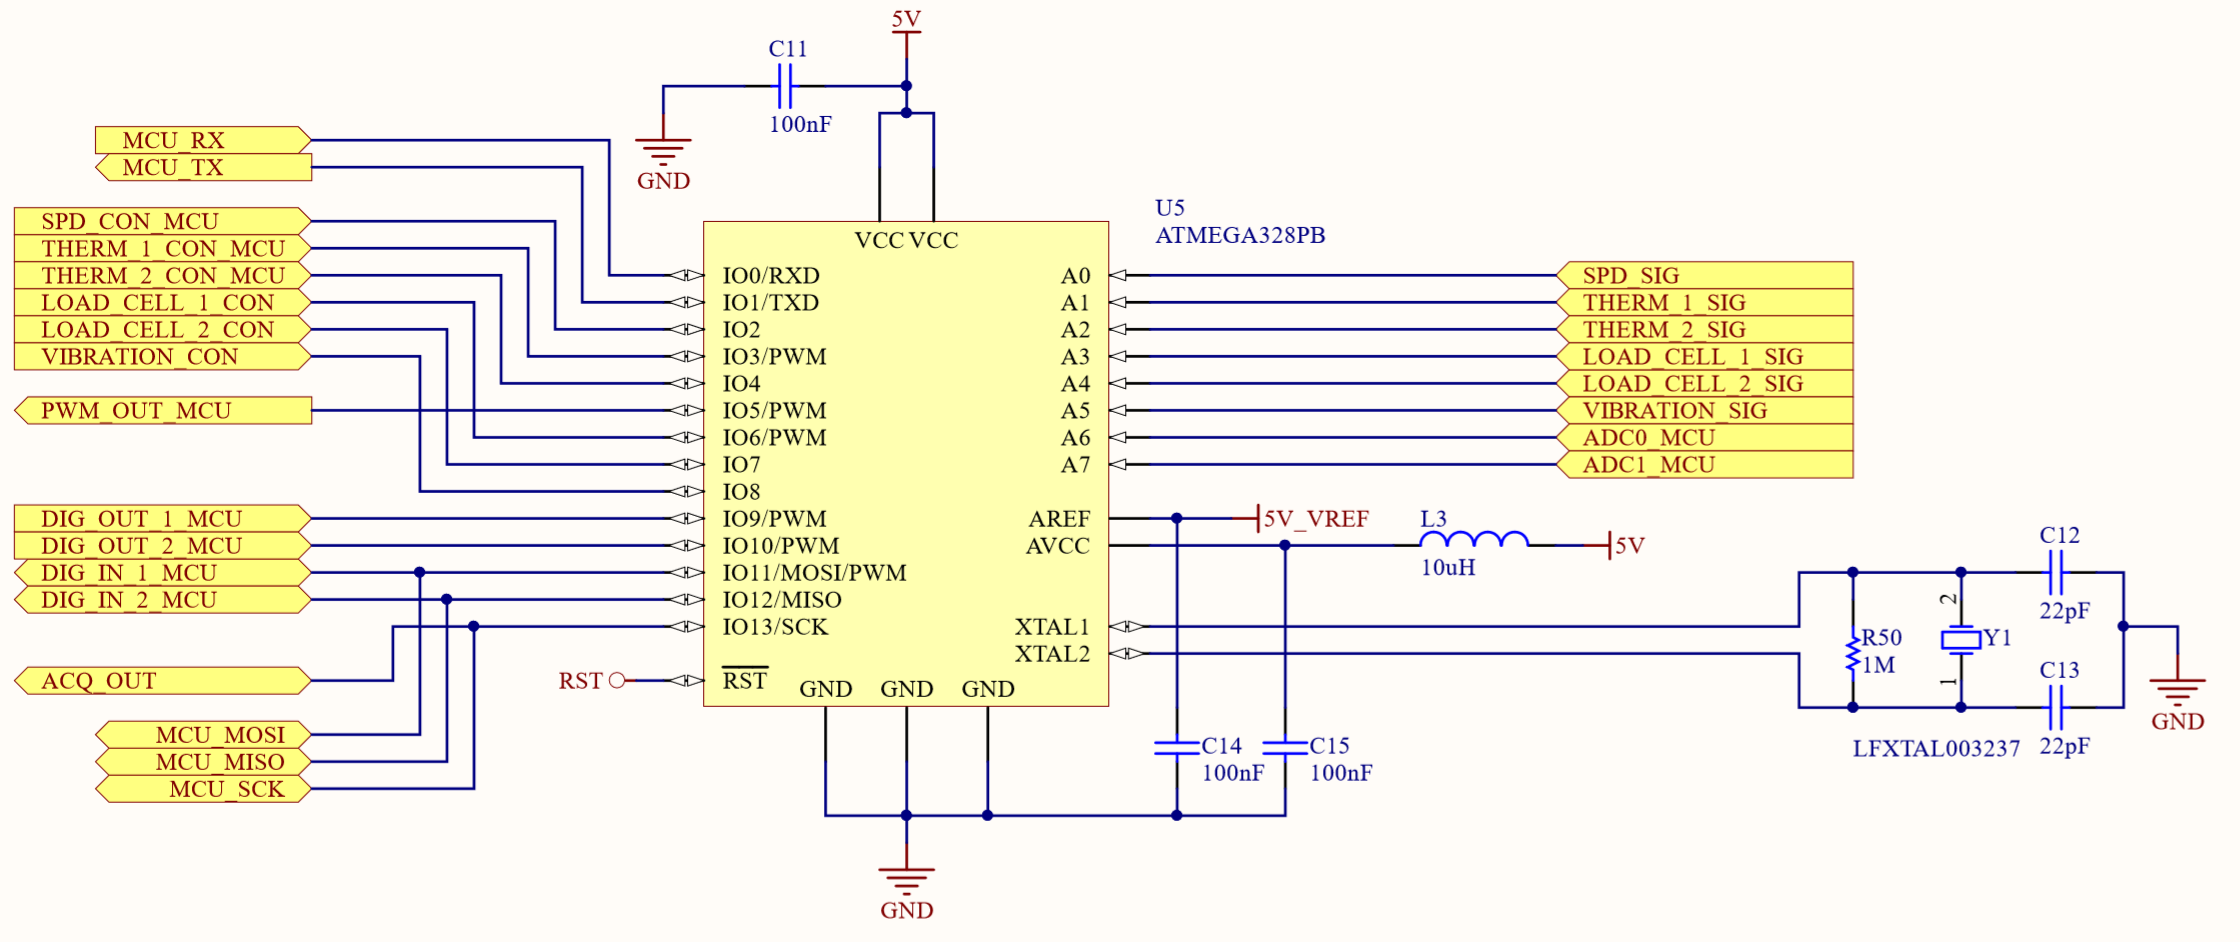 5V
C11
100nF
GND
MCU_RX
MCU_TX
SPD_CON_MCU
THERM_1_CON_MCU
THERM_2_CON_MCU
LOAD_CELL_1_CON
LOAD_CELL_2_CON
VIBRATION_CON
PWM_OUT_MCU
DIG_OUT_1_MCU
DIG_OUT_2_MCU
DIG_IN_1_MCU
DIG_IN_2_MCU
ACQ_OUT
MCU_MOSI
MCU_MISO
MCU_SCK
RST
U5
ATMEGA328PB
VCC VCC
IO0/RXD
IO1/TXD
IO2
IO3/PWM
IO4
IO5/PWM
IO6/PWM
IO7
IO8
IO9/PWM
IO10/PWM
IO11/MOSI/PWM
IO12/MISO
IO13/SCK
RST
GND GND GND
A0
A1
A2
A3
A4
A5
A6
A7
AREF
AVCC
XTAL1
XTAL2
SPD_SIG
THERM_1_SIG
THERM_2_SIG
LOAD_CELL_1_SIG
LOAD_CELL_2_SIG
VIBRATION_SIG
ADC0_MCU
ADC1_MCU
5V_VREF
L3
10uH
5V
C14
100nF
C15
100nF
GND
R50
1M
2
Y1
1
LFXTAL003237
C12
22pF
C13
22pF
GND